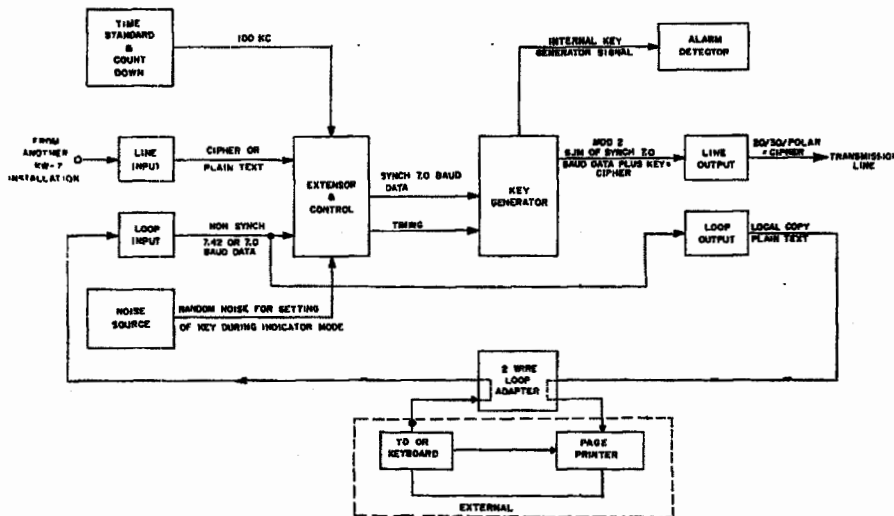 TIME
STANDARD
&
COUNT
DOWN
100 KC
INTERNAL KEY
GENERATOR SIGNAL
ALARM
DETECTOR
FROM
ANOTHER
KW-7
INSTALLATION
LINE
INPUT
CIPHER OR
PLAIN TEXT
EXTENSOR
&
CONTROL
SYNCH 7.0 BAUD
DATA
TIMING
KEY
GENERATOR
MOD 2
SUM OF SYNCH 7.0
BAUD DATA PLUS KEY=
CIPHER
LINE
OUTPUT
20/30/POLAR
CIPHER
TRANSMISSION
LINE
LOOP
INPUT
NON SYNCH
7.42 OR 7.0
BAUD DATA
LOOP
OUTPUT
LOCAL COPY
PLAIN TEXT
NOISE
SOURCE
RANDOM NOISE FOR SETTING
OF KEY DURING INDICATOR MODE
2 WIRE
LOOP
ADAPTER
TD OR
KEYBOARD
PAGE
PRINTER
EXTERNAL